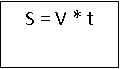 S = V * t